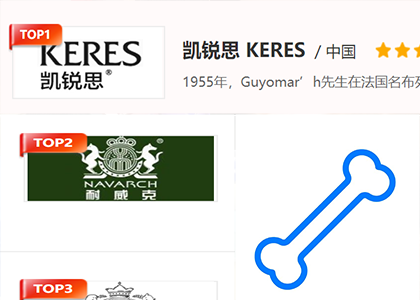 TOP1
KERES
凯锐思®
凯锐思 KERES / 中国
1955年，Guyomar’h先生在法国名布列
TOP2
NAVARCH
耐威克
TOP3